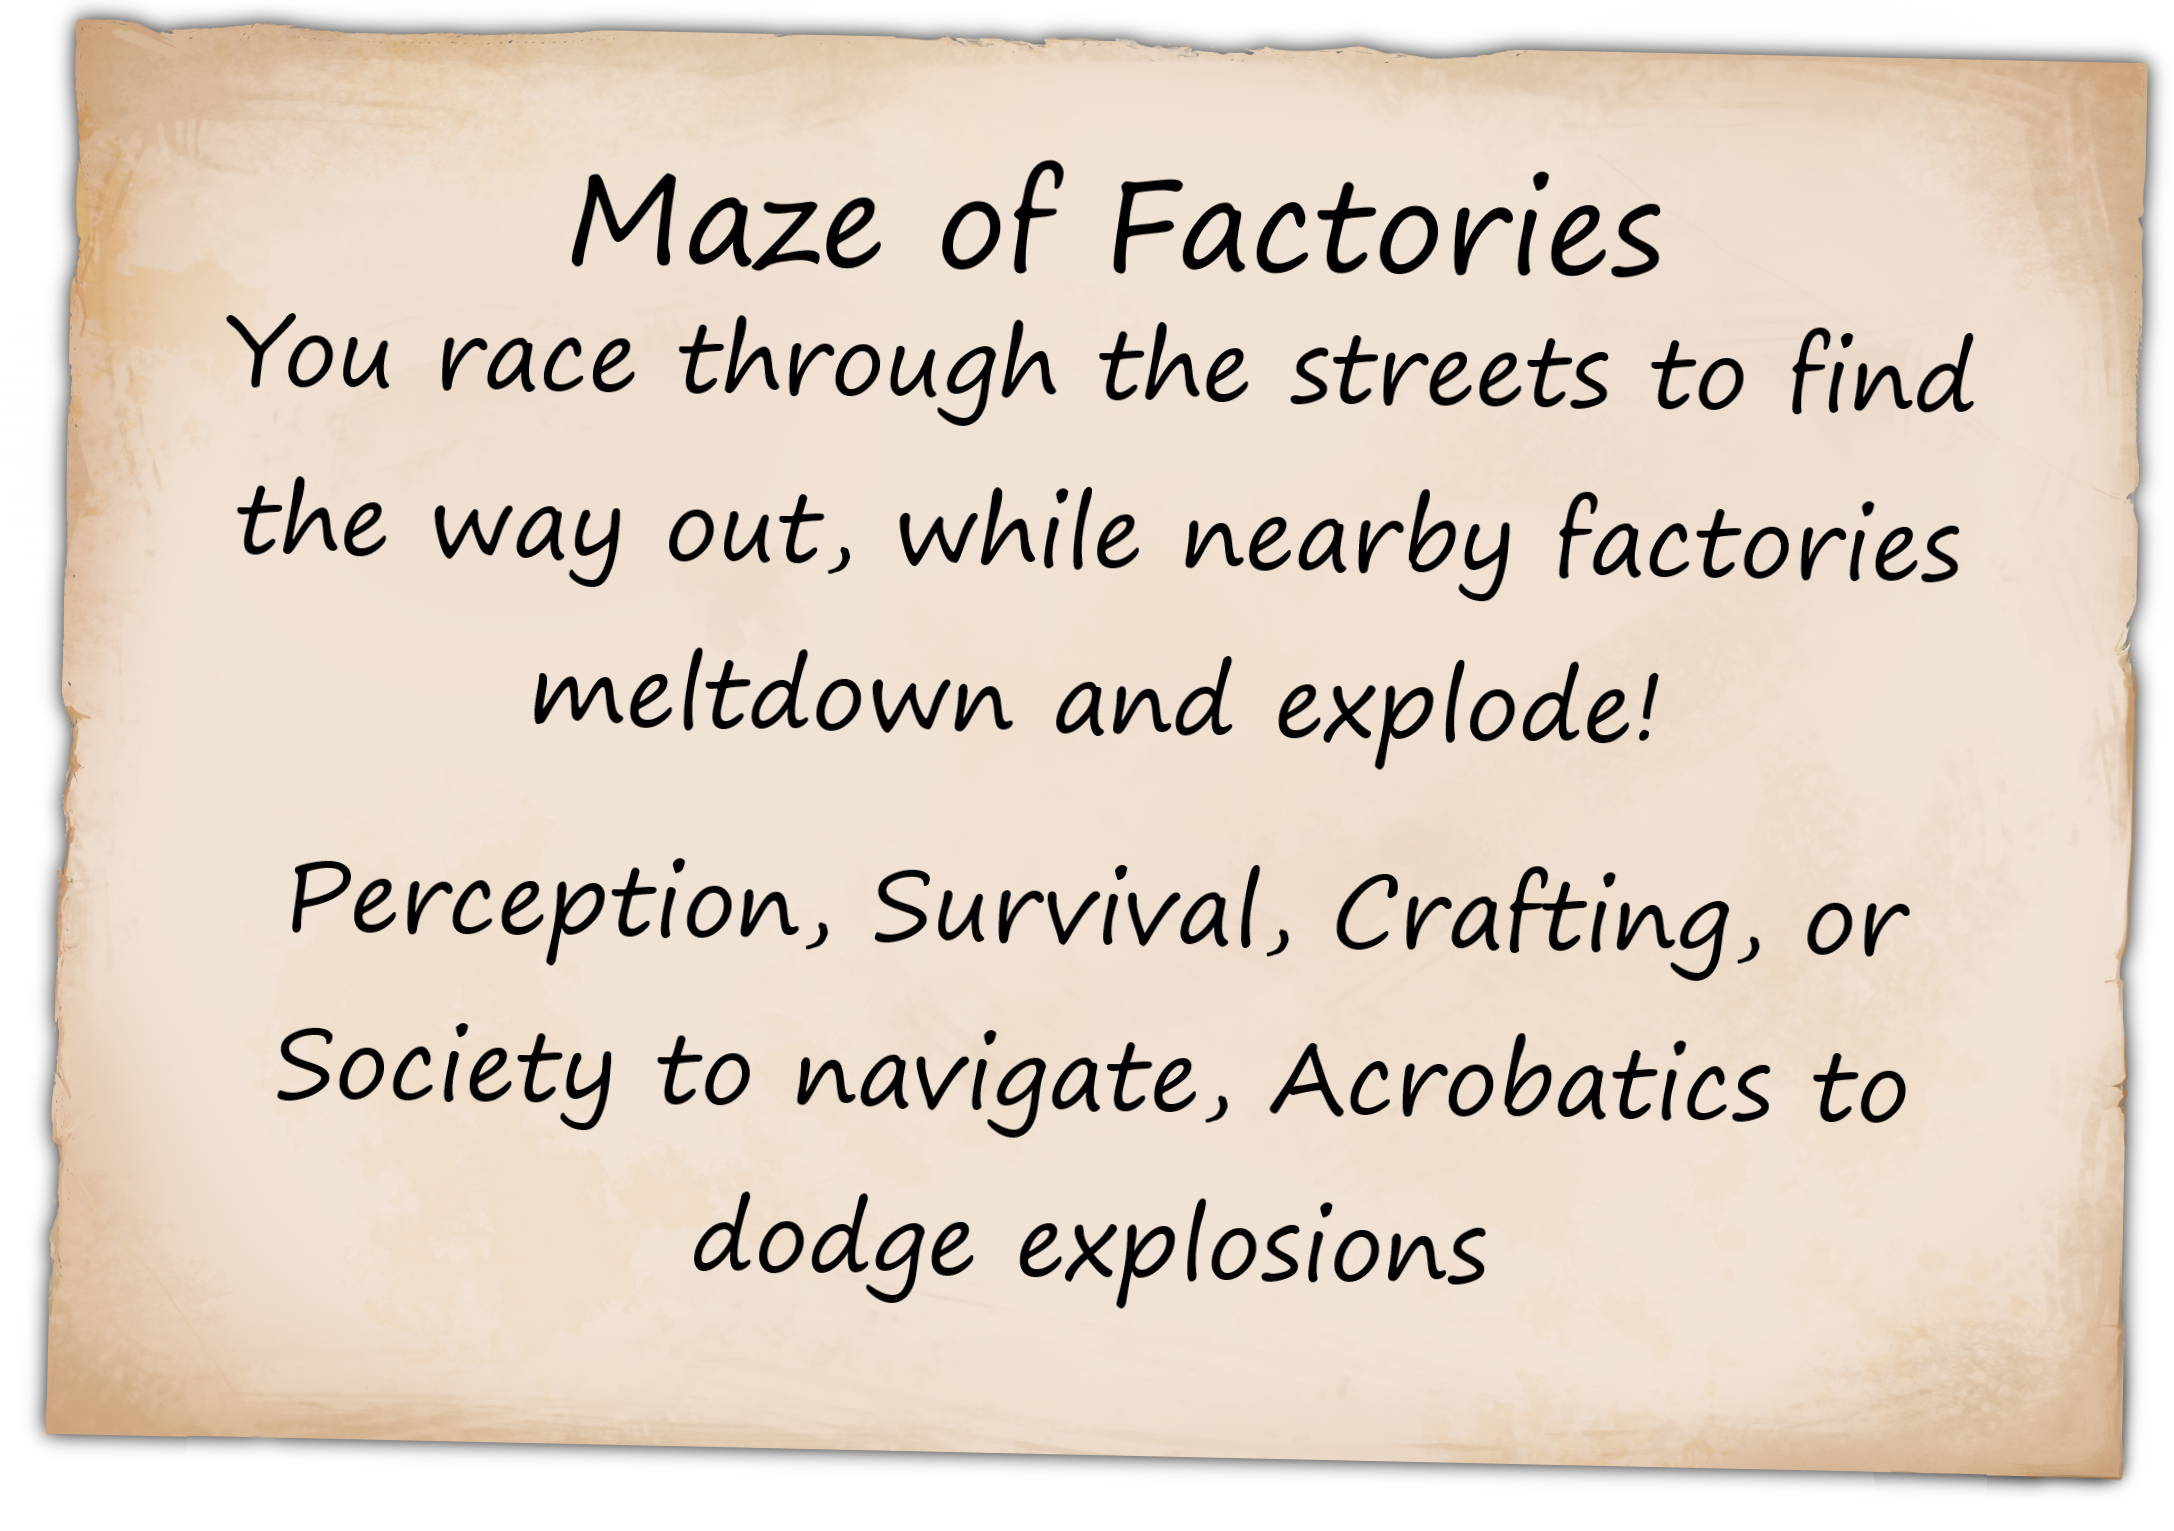 Maze of Factories
You race through the streets to find
the way out, while nearby factories
meltdown and explode!
Perception, Survival, Crafting, or
Society to navigate, Acrobatics to
dodge explosions